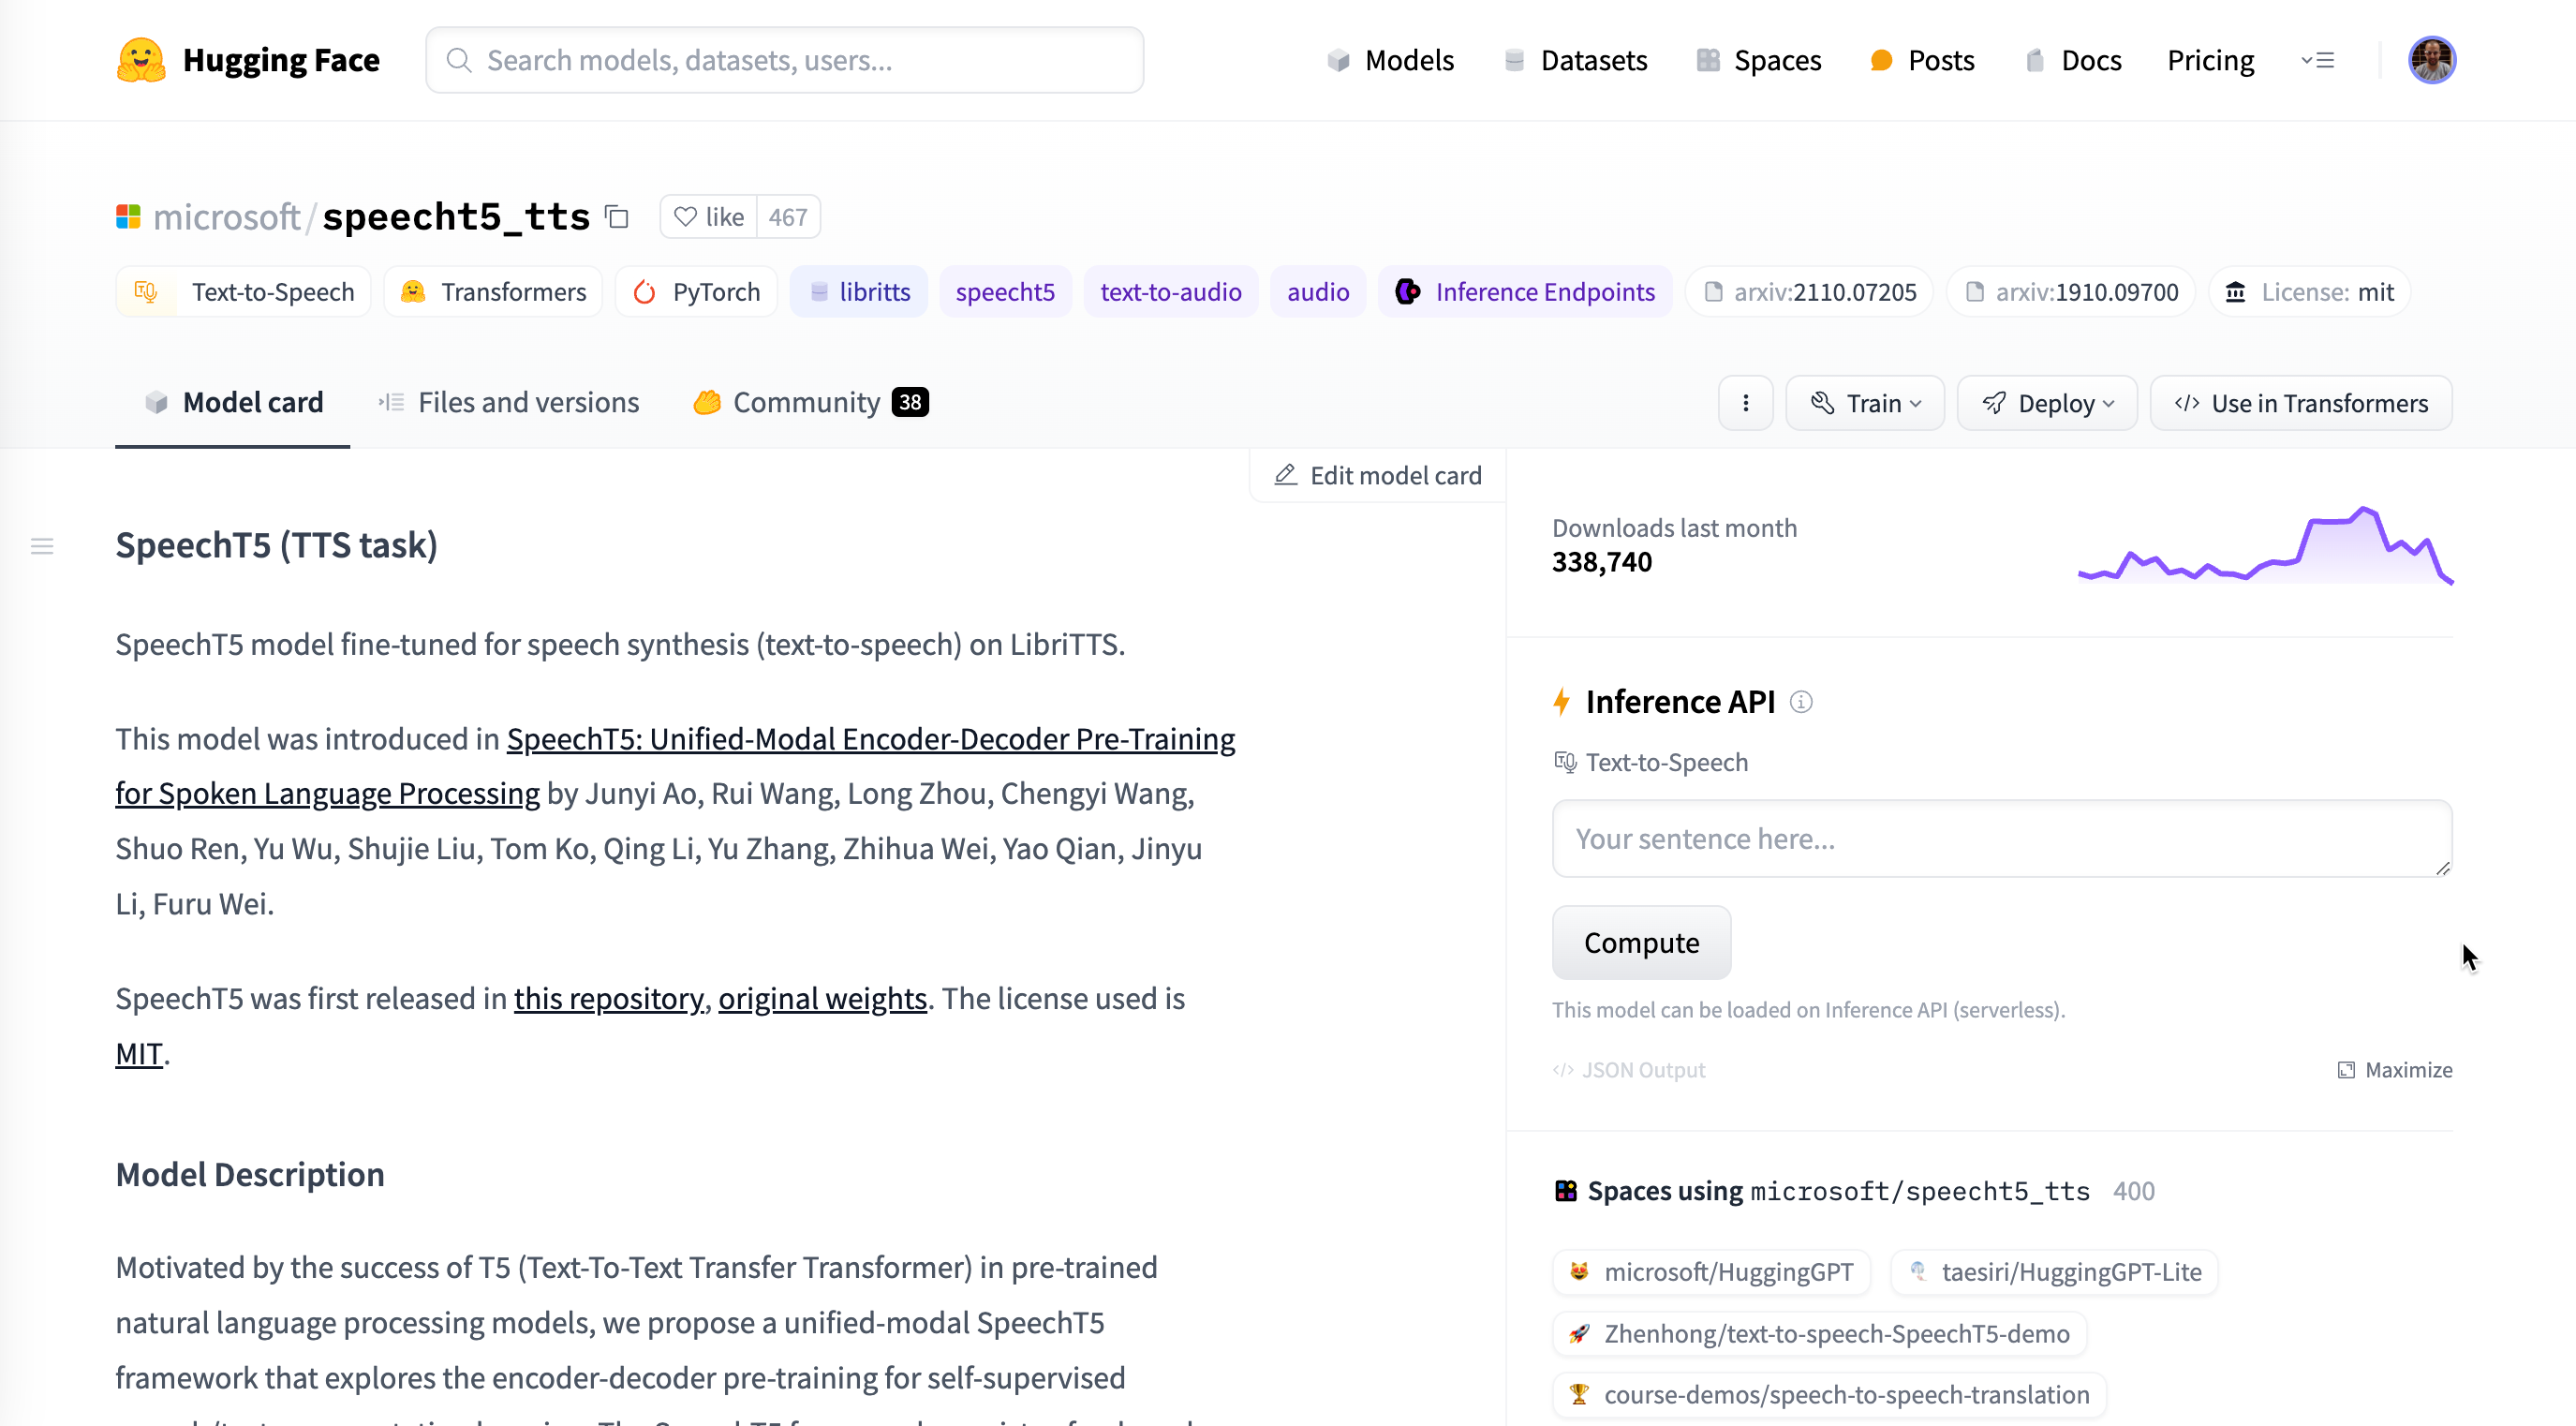 Hugging Face
Search models, datasets, users...
Models
Datasets
Spaces
Posts
Docs
Pricing
microsoft/speecht5_tts
like 467
Text-to-Speech
Transformers
PyTorch
libritts
speecht5
text-to-audio
audio
Inference Endpoints
arxiv:2110.07205
arxiv:1910.09700
License: mit
Model card
Files and versions
Community 38
Train
Deploy
Use in Transformers
Edit model card
SpeechT5 (TTS task)
SpeechT5 model fine-tuned for speech synthesis (text-to-speech) on LibriTTS.
This model was introduced in SpeechT5: Unified-Modal Encoder-Decoder Pre-Training
for Spoken Language Processing by Junyi Ao, Rui Wang, Long Zhou, Chengyi Wang,
Shuo Ren, Yu Wu, Shujie Liu, Tom Ko, Qing Li, Yu Zhang, Zhihua Wei, Yao Qian, Jinyu
Li, Furu Wei.
SpeechT5 was first released in this repository, original weights. The license used is
MIT.
Model Description
Motivated by the success of T5 (Text-To-Text Transfer Transformer) in pre-trained
natural language processing models, we propose a unified-modal SpeechT5
framework that explores the encoder-decoder pre-training for self-supervised
Downloads last month
338,740
Inference API
Text-to-Speech
Your sentence here...
Compute
This model can be loaded on Inference API (serverless).
JSON Output
Maximize
Spaces using microsoft/speecht5_tts 400
microsoft/HuggingGPT
taesiri/HuggingGPT-Lite
Zhenhong/text-to-speech-SpeechT5-demo
course-demos/speech-to-speech-translation